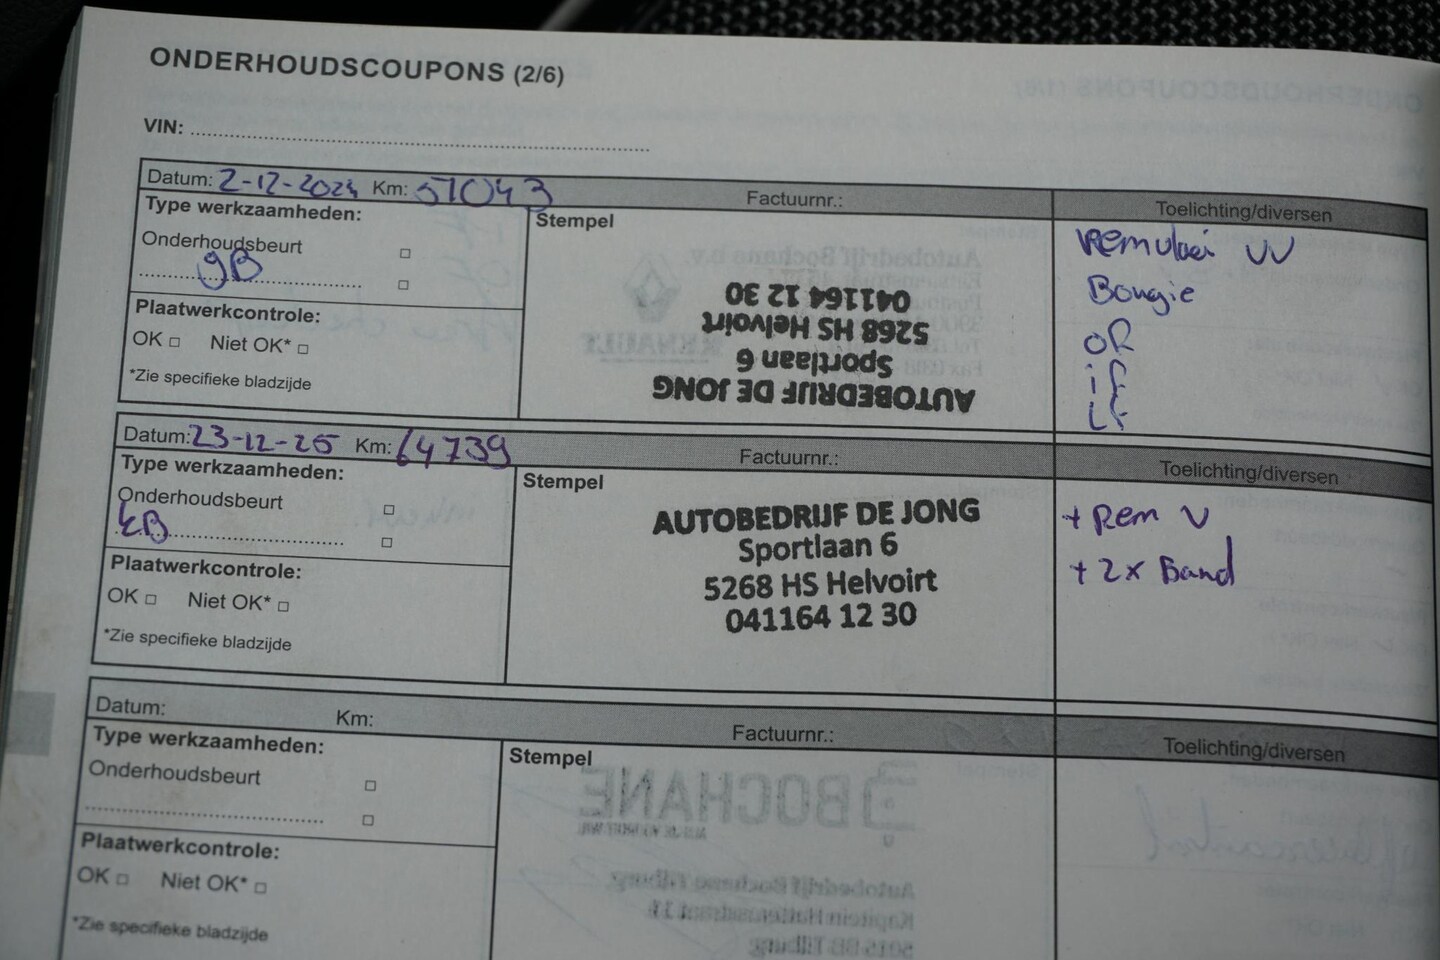 ONDERHOUDSCOUPONS (2/6)
VIN:
Datum: 2-12-2024 Km: 57043 Factuurnr.: Toelichting/diversen
Type werkzaamheden:
Onderhoudsbeurt
gB
Plaatwerkcontrole:
OK Niet OK*
*Zie specifieke bladzijde
Stempel
AUTOBEDRIJF DE JONG
Sportlaan 6
5268 HS Helvoirt
041164 12 30
Remvloei VV
Bougie
OF
iF
LF
Datum: 23-12-25 Km: 64739 Factuurnr.: Toelichting/diversen
Type werkzaamheden:
Onderhoudsbeurt
KB
Plaatwerkcontrole:
OK Niet OK*
*Zie specifieke bladzijde
Stempel
AUTOBEDRIJF DE JONG
Sportlaan 6
5268 HS Helvoirt
041164 12 30
+ Rem V
+ 2x Band
Datum: Km: Factuurnr.: Toelichting/diversen
Type werkzaamheden:
Onderhoudsbeurt
Plaatwerkcontrole:
OK Niet OK*
*Zie specifieke bladzijde
Stempel
BOCHANE